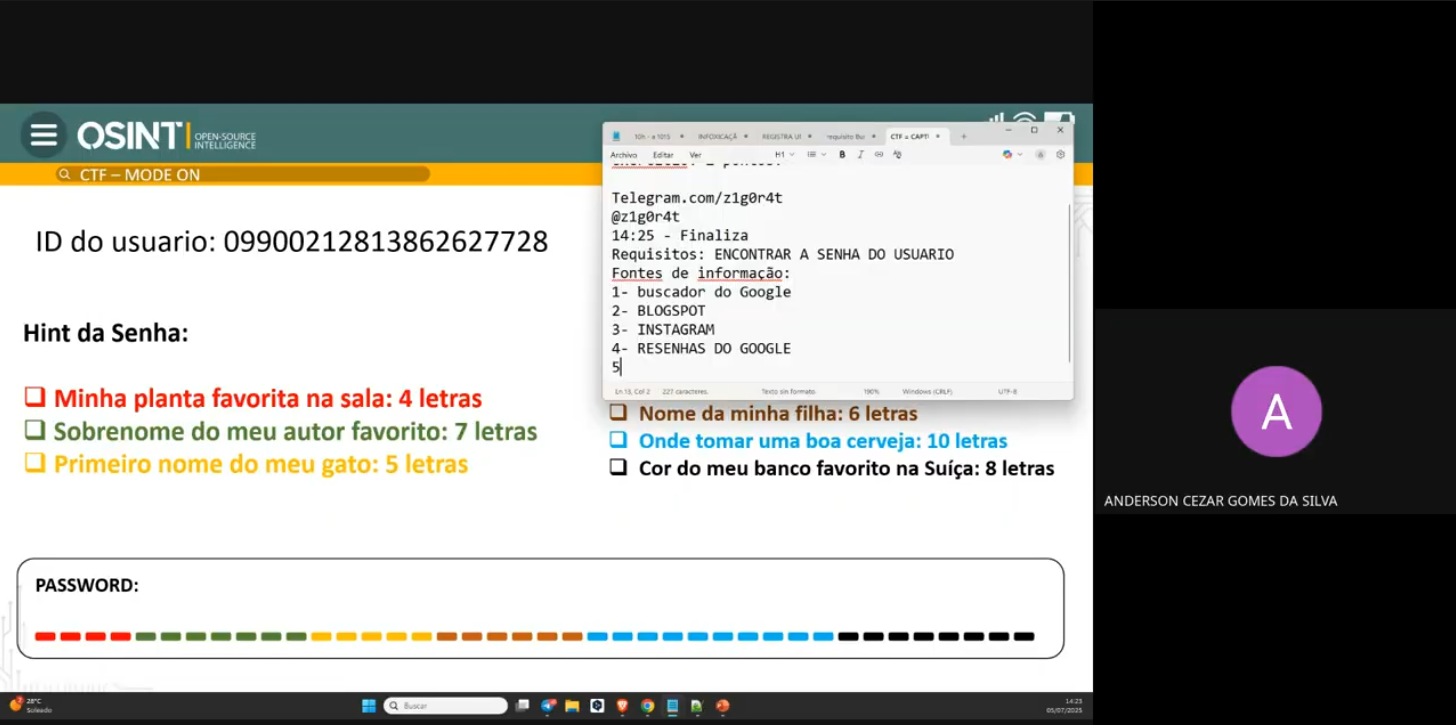 OSINT OPEN-SOURCE
INTELLIGENCE
CTF – MODE ON
ID do usuario: 09900212813862627728
Hint da Senha:
Minha planta favorita na sala: 4 letras
Sobrenome do meu autor favorito: 7 letras
Primeiro nome do meu gato: 5 letras
10h - a 1015
INFOXICAÇÃ
REGISTRA UI
requisito Bu
CTF = CAPTI
Archivo Editar Ver H1 B I
Telegram.com/z1g0r4t
@z1g0r4t
14:25 - Finaliza
Requisitos: ENCONTRAR A SENHA DO USUARIO
Fontes de informação:
1- buscador do Google
2- BLOGSPOT
3- INSTAGRAM
4- RESENHAS DO GOOGLE
5
Ln 13, Col 2 227 caracteres. Texto sin formato 190% Windows (CRLF) UTF-8
Nome da minha filha: 6 letras
Onde tomar uma boa cerveja: 10 letras
Cor do meu banco favorito na Suíça: 8 letras
PASSWORD:
A
ANDERSON CEZAR GOMES DA SILVA
28°C
Soleado
Buscar
14:23
05/07/2025